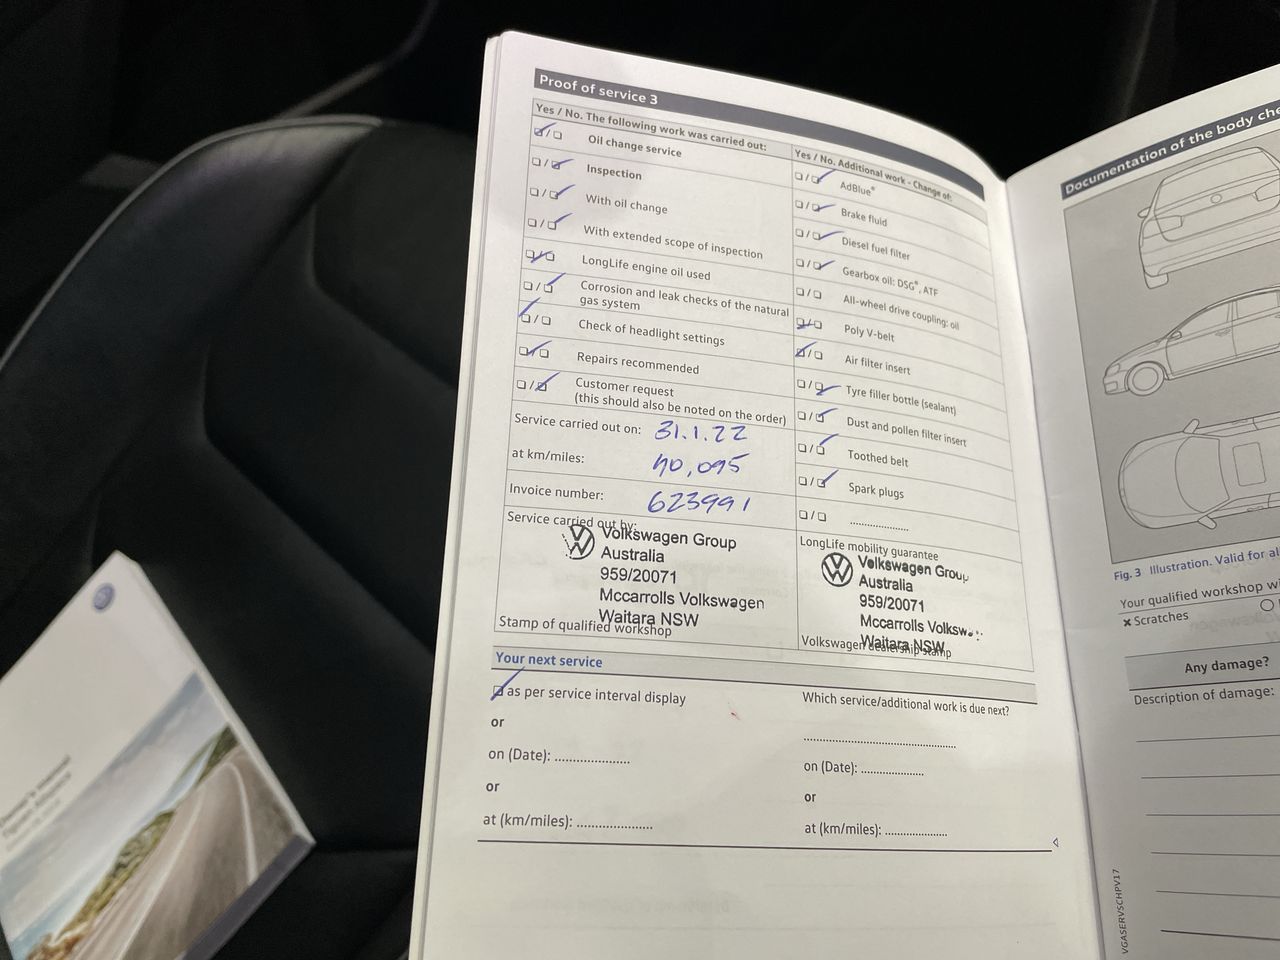 Proof of service 3
Yes / No. The following work was carried out:
Oil change service
Inspection
With oil change
With extended scope of inspection
LongLife engine oil used
Corrosion and leak checks of the natural
gas system
Check of headlight settings
Repairs recommended
Customer request
(this should also be noted on the order)
Service carried out on: 31.1.22
at km/miles: 40,095
Invoice number: 623991
Service carried out by:
Volkswagen Group
Australia
959/20071
Mccarrolls Volkswagen
Waitara NSW
Stamp of qualified workshop
Yes / No. Additional work - Change of:
AdBlue®
Brake fluid
Diesel fuel filter
Gearbox oil: DSG®, ATF
All-wheel drive coupling: oil
Poly V-belt
Air filter insert
Tyre filler bottle (sealant)
Dust and pollen filter insert
Toothed belt
Spark plugs
....................
LongLife mobility guarantee
Volkswagen Group
Australia
959/20071
Mccarrolls Volksw
Waitara NSW
Volkswagen dealership stamp
Your next service
as per service interval display
or
on (Date): ......................
or
at (km/miles): ......................
Which service/additional work is due next?
............................................
on (Date): ..................
or
at (km/miles): ..................
Documentation of the body che
Fig. 3 Illustration. Valid for al
Your qualified workshop wi
× Scratches
Any damage?
Description of damage:
VGASERVSCHPV17
Owner's manual